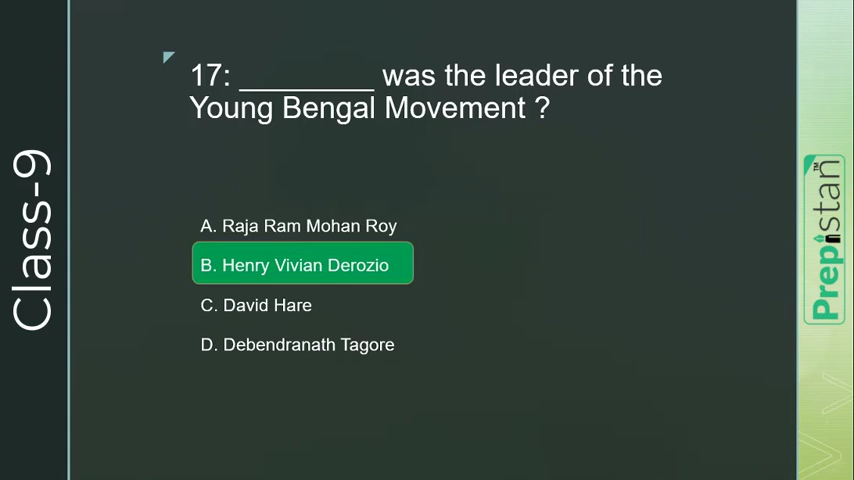 Class-9
17: ________ was the leader of the
Young Bengal Movement ?
A. Raja Ram Mohan Roy
B. Henry Vivian Derozio
C. David Hare
D. Debendranath Tagore
Prepistan™